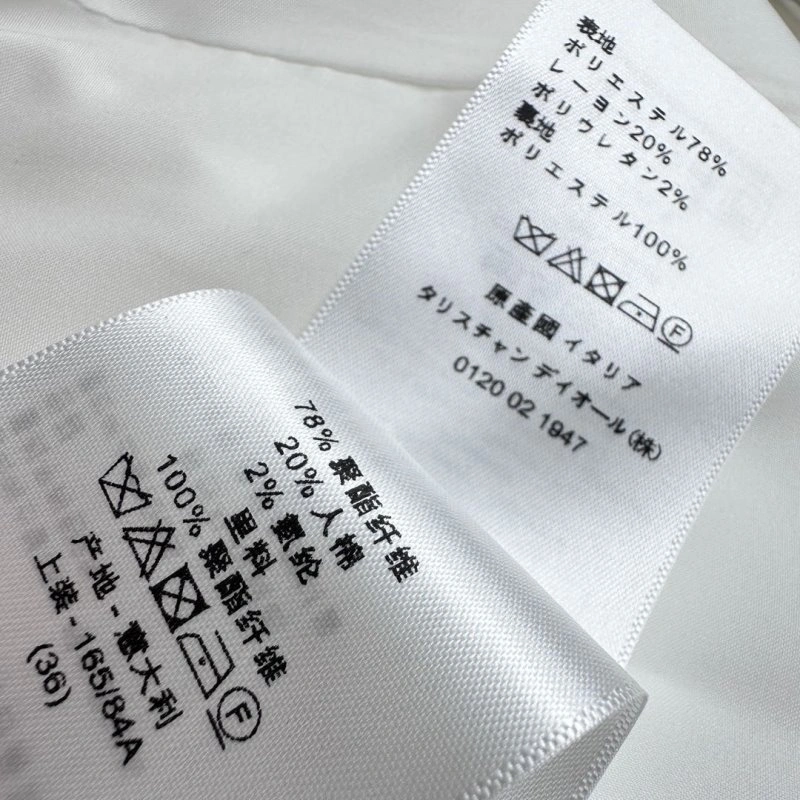 表地
ポリエステル78%
レーヨン20%
ポリウレタン2%
裏地
ポリエステル100%
F
原產國 イタリア
タリスチャン ディオール(株)
0120 02 1947
78% 聚酯纤维
20% 人棉
2% 氨纶
里料
100% 聚酯纤维
F
产地 - 意大利
上装 - 165/84A
(36)